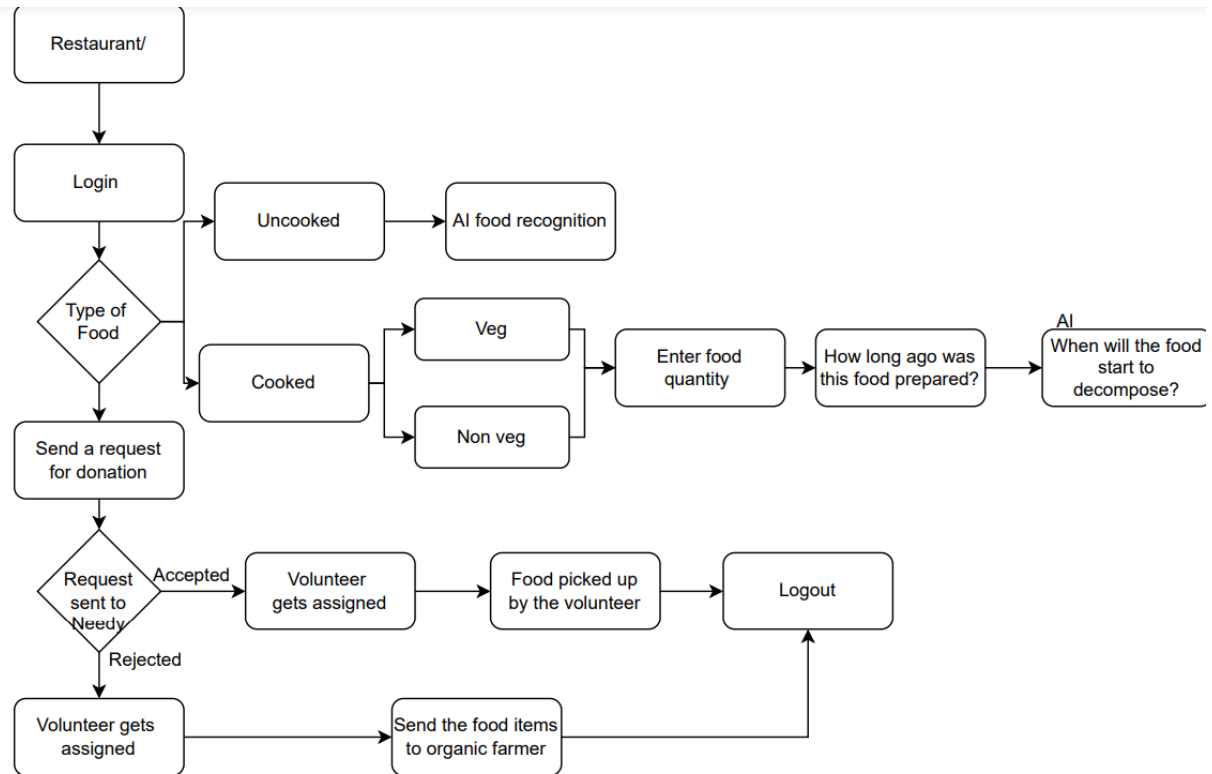 Restaurant/
Login
Uncooked
AI food recognition
Type of
Food
Cooked
Veg
Non veg
Enter food
quantity
How long ago was
this food prepared?
AI
When will the food
start to
decompose?
Send a request
for donation
Request
sent to
Needy
Accepted
Volunteer
gets assigned
Food picked up
by the volunteer
Logout
Rejected
Volunteer gets
assigned
Send the food items
to organic farmer